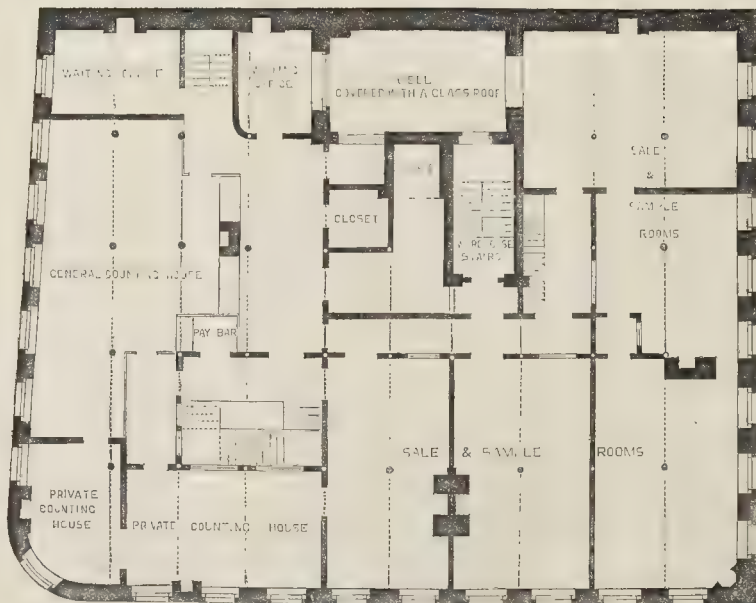 WAITING
WELL
COVERED WITH A GLASS ROOF
SALE
&
SAMPLE
ROOMS
CLOSET
STAIRS
GENERAL COUNTING HOUSE
PAY BAR
SALE & SAMPLE ROOMS
PRIVATE
COUNTING
HOUSE
PRIVATE COUNTING HOUSE